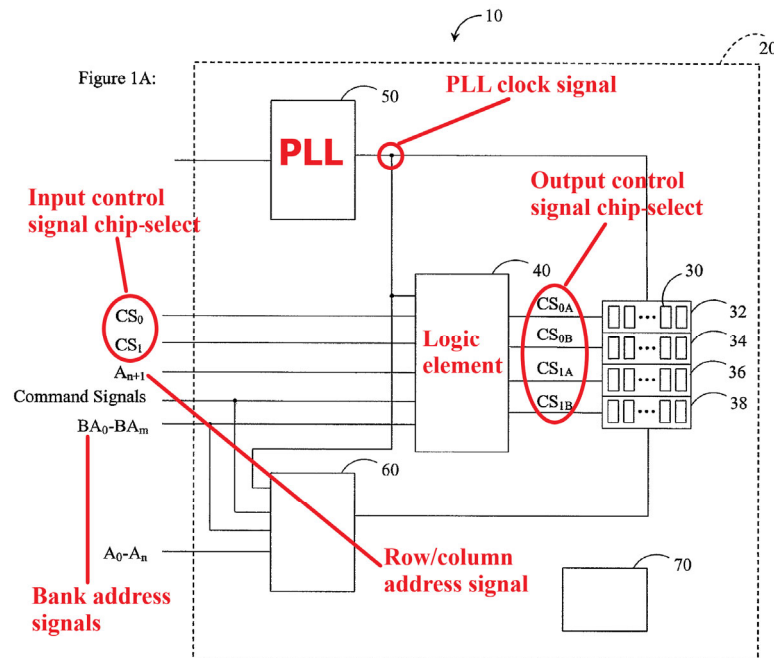 10
20
Figure 1A:
50
PLL clock signal
PLL
Input control
signal chip-select
Output control
signal chip-select
40
30
CS0A
32
CS0
CS0B
34
Logic
element
CS1
CS1A
36
An+1
Command Signals
CS1B
38
BA0-BAm
60
A0-An
Row/column
address signal
70
Bank address
signals